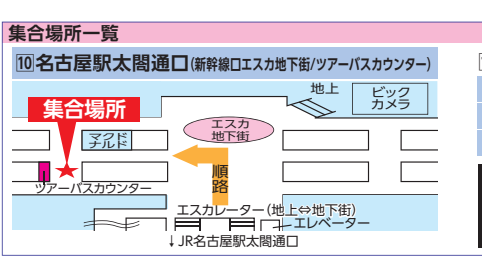 集合場所一覧
10名古屋駅太閤通口(新幹線口エスカ地下街/ツアーバスカウンター)
地上
ビック
カメラ
集合場所
エスカ
地下街
マクド
ナルド
順路
ツアーバスカウンター
エスカレーター(地上⇔地下街)
エレベーター
↓JR名古屋駅太閤通口